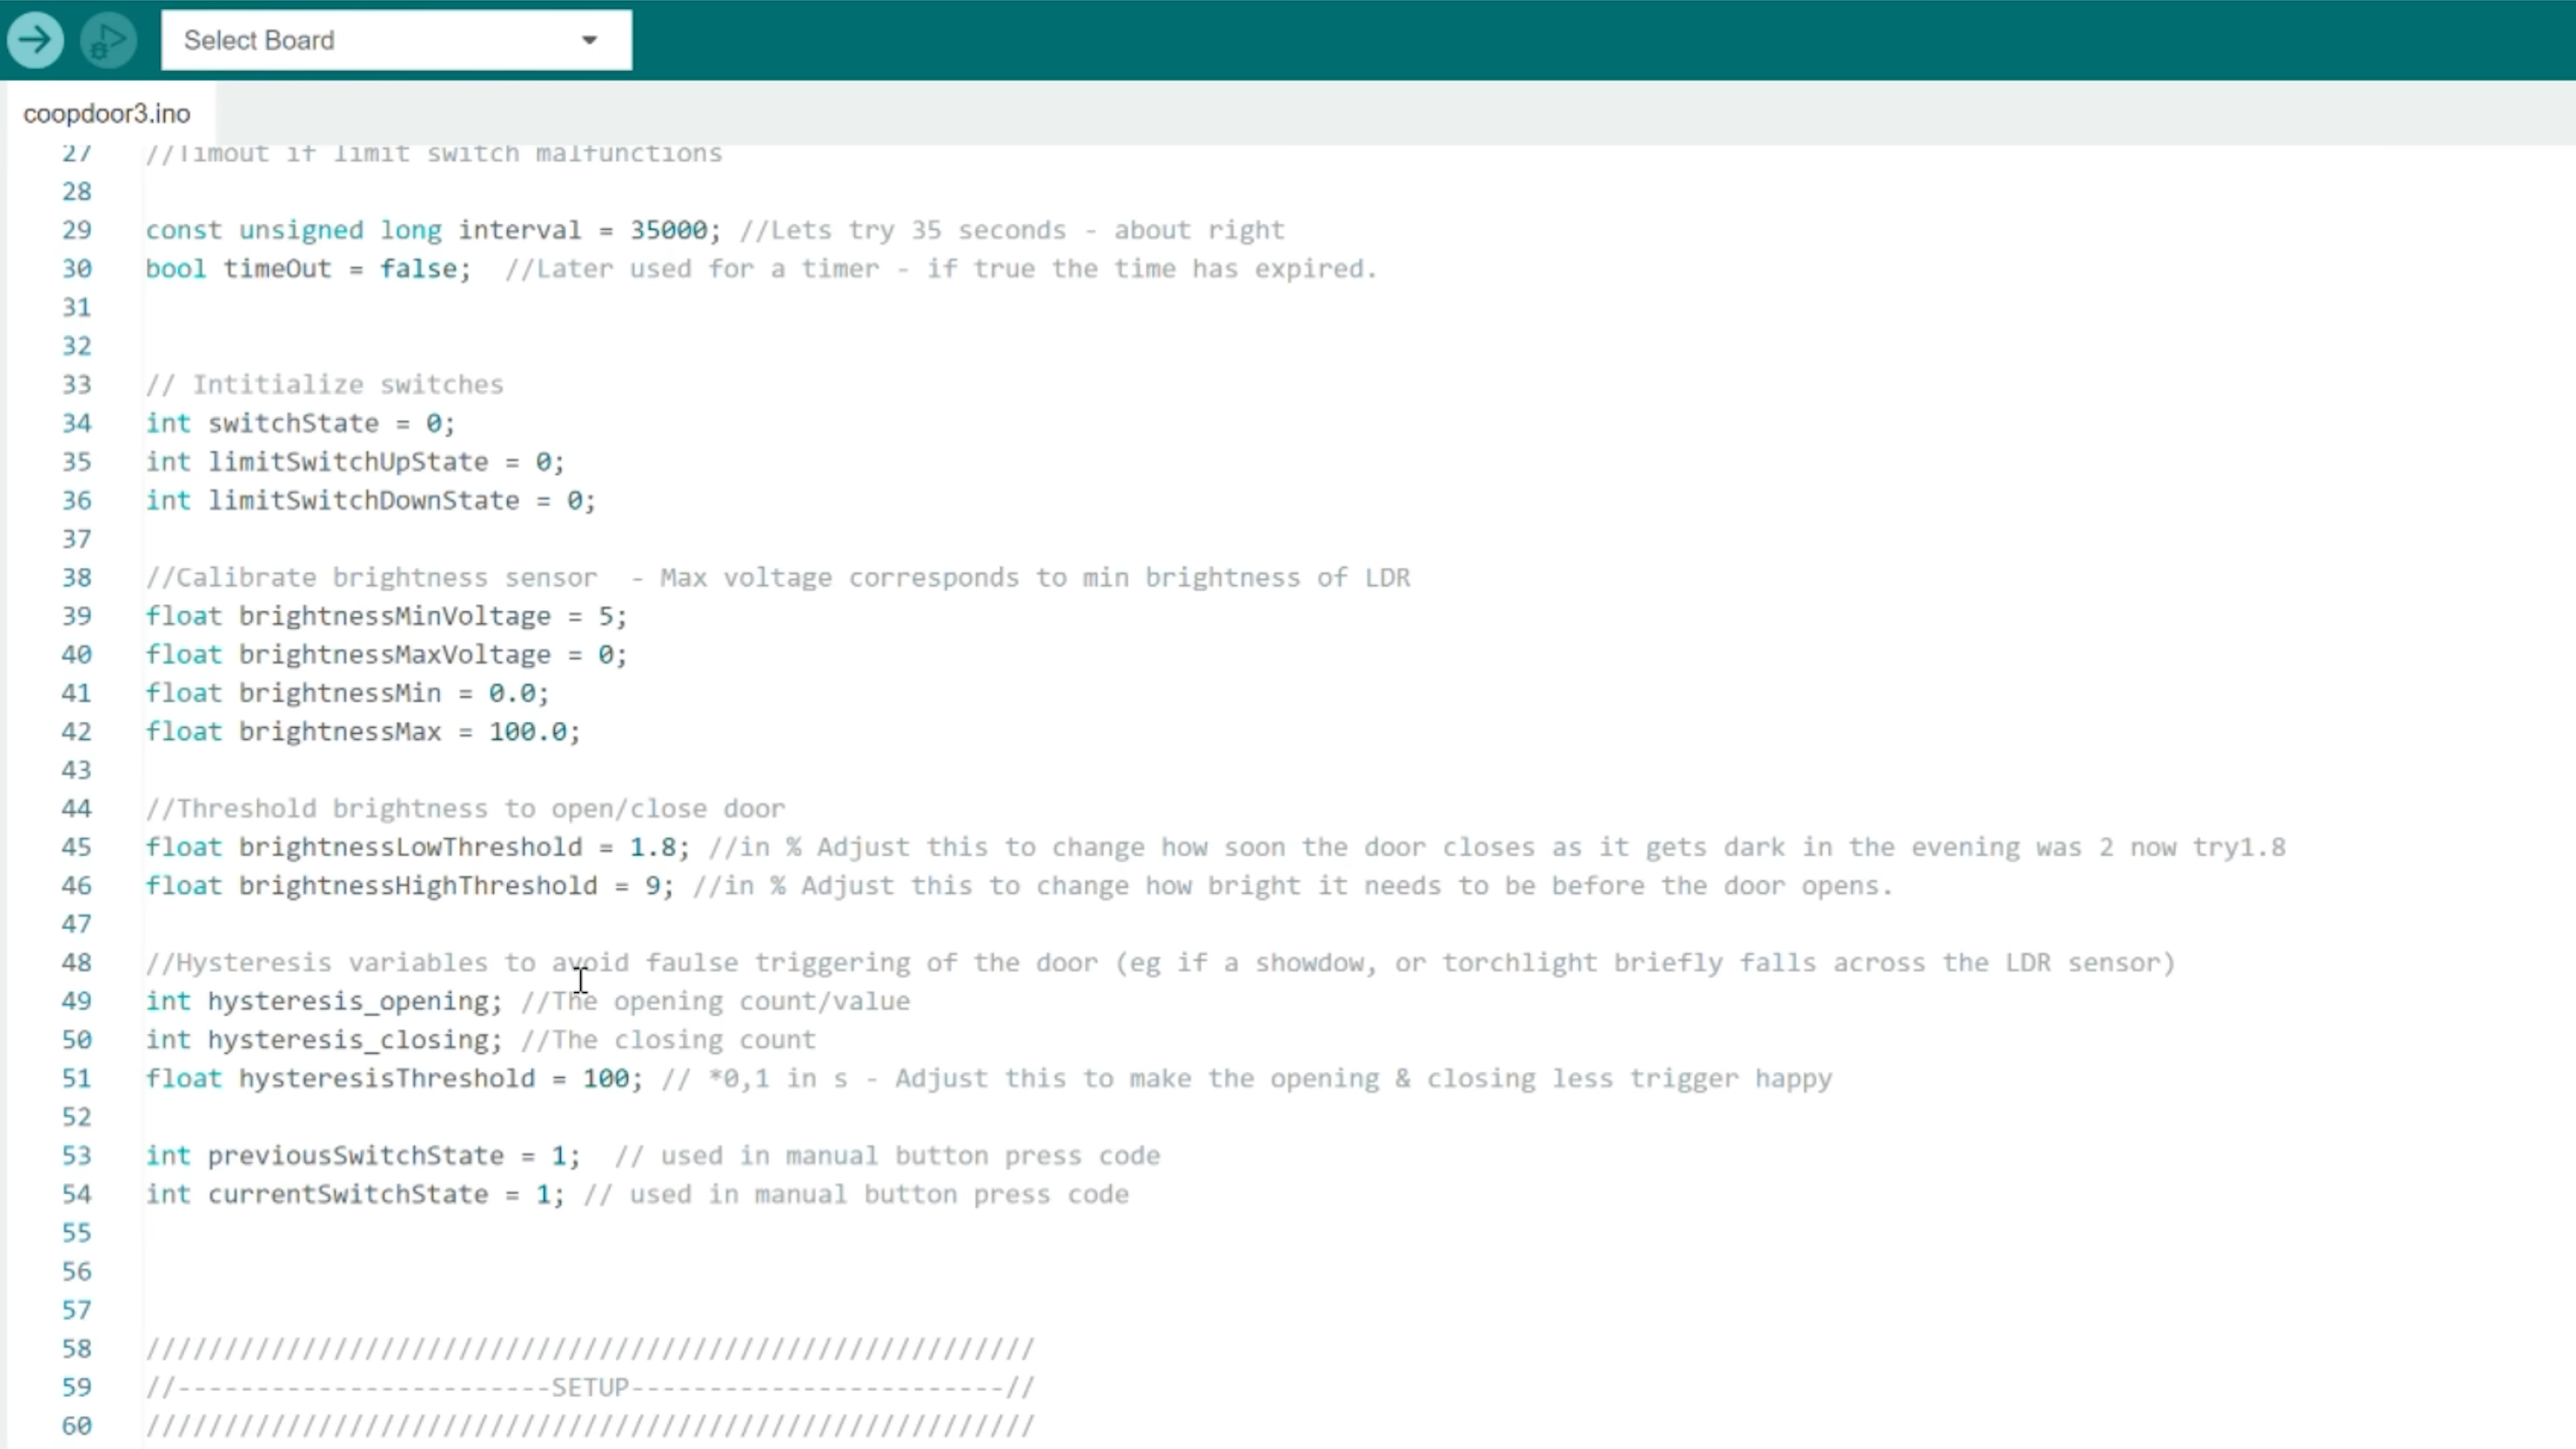 Select Board
coopdoor3.ino
27 //Timout if limit switch malfunctions
28
29 const unsigned long interval = 35000; //Lets try 35 seconds - about right
30 bool timeOut = false;  //Later used for a timer - if true the time has expired.
31
32
33 // Intitialize switches
34 int switchState = 0;
35 int limitSwitchUpState = 0;
36 int limitSwitchDownState = 0;
37
38 //Calibrate brightness sensor  - Max voltage corresponds to min brightness of LDR
39 float brightnessMinVoltage = 5;
40 float brightnessMaxVoltage = 0;
41 float brightnessMin = 0.0;
42 float brightnessMax = 100.0;
43
44 //Threshold brightness to open/close door
45 float brightnessLowThreshold = 1.8; //in % Adjust this to change how soon the door closes as it gets dark in the evening was 2 now try1.8
46 float brightnessHighThreshold = 9; //in % Adjust this to change how bright it needs to be before the door opens.
47
48 //Hysteresis variables to avoid faulse triggering of the door (eg if a showdow, or torchlight briefly falls across the LDR sensor)
49 int hysteresis_opening; //The opening count/value
50 int hysteresis_closing; //The closing count
51 float hysteresisThreshold = 100; // *0,1 in s - Adjust this to make the opening & closing less trigger happy
52
53 int previousSwitchState = 1;  // used in manual button press code
54 int currentSwitchState = 1; // used in manual button press code
55
56
57
58 /////////////////////////////////////////////////////////
59 //------------------------SETUP------------------------//
60 /////////////////////////////////////////////////////////